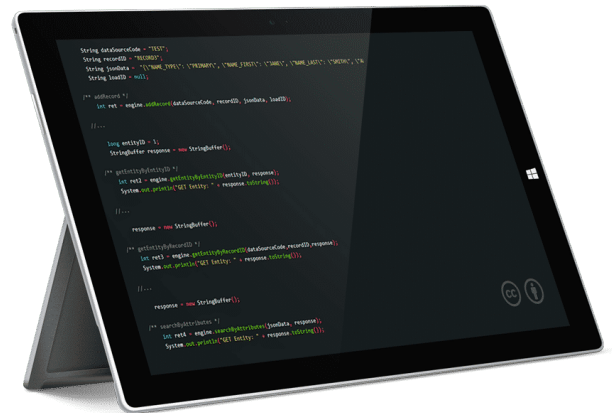 String dataSourceCode = "TEST";
String recordID = "RECORD3";
String jsonData = "{\"NAME_TYPE\": \"PRIMARY\", \"NAME_FIRST\": \"JANE\", \"NAME_LAST\": \"SMITH\", \"A
String loadID = null;
/** addRecord */
int ret = engine.addRecord(dataSourceCode, recordID, jsonData, loadID);
//...
long entityID = 1;
StringBuffer response = new StringBuffer();
/** getEntityByEntityID */
int ret2 = engine.getEntityByEntityID(entityID, response);
System.out.println("GET Entity: " + response.toString());
//...
response = new StringBuffer();
/** getEntityByRecordID */
int ret3 = engine.getEntityByRecordID(dataSourceCode,recordID,response);
System.out.println("GET Entity: " + response.toString());
//...
response = new StringBuffer();
/** searchByAttributes */
int ret4 = engine.searchByAttributes(jsonData, response);
System.out.println("GET Entity: " + response.toString());
cc